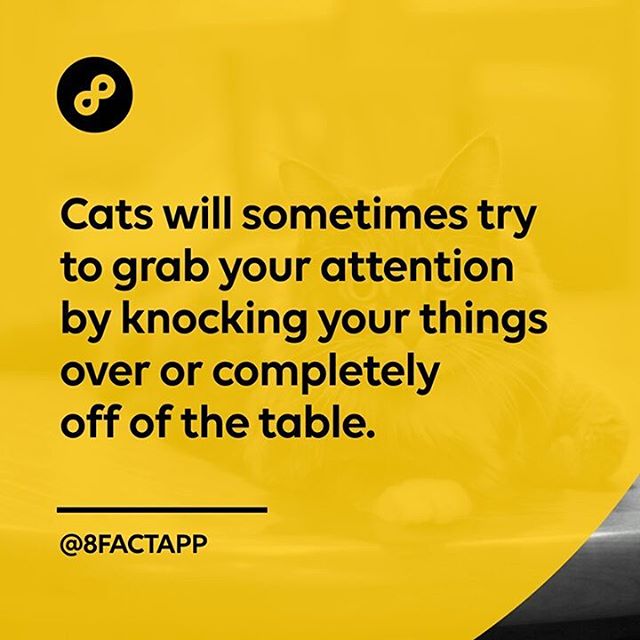 Cats will sometimes try
to grab your attention
by knocking your things
over or completely
off of the table.
@8FACTAPP